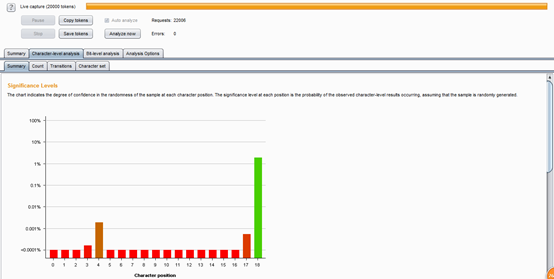 ? Live capture (20000 tokens)
Pause Copy tokens Auto analyze Requests: 22006
Stop Save tokens Analyze now Errors: 0
Summary Character-level analysis Bit-level analysis Analysis Options
Summary Count Transitions Character set
Significance Levels
The chart indicates the degree of confidence in the randomness of the sample at each character position. The significance level at each position is the probability of the observed character-level results occurring, assuming that the sample is randomly generated.
100%
10%
1%
0.1%
0.01%
0.001%
<0.0001%
0 1 2 3 4 5 6 7 8 9 10 11 12 13 14 15 16 17 18
Character position